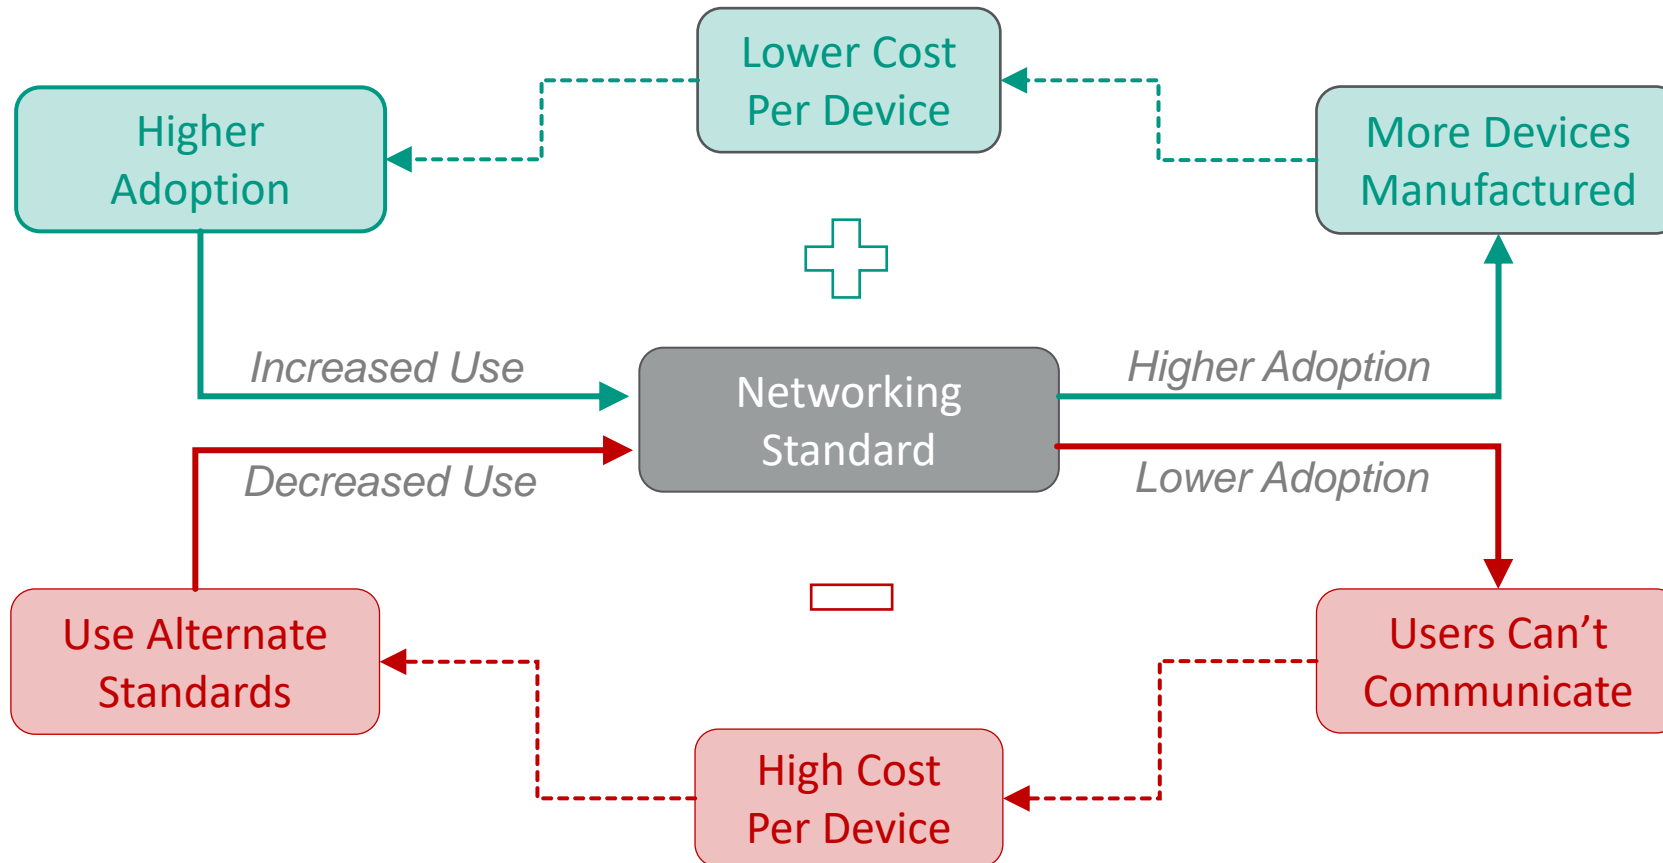 Lower Cost
Per Device
Higher
Adoption
More Devices
Manufactured
Increased Use
Networking
Standard
Higher Adoption
Decreased Use
Lower Adoption
Use Alternate
Standards
Users Can’t
Communicate
High Cost
Per Device